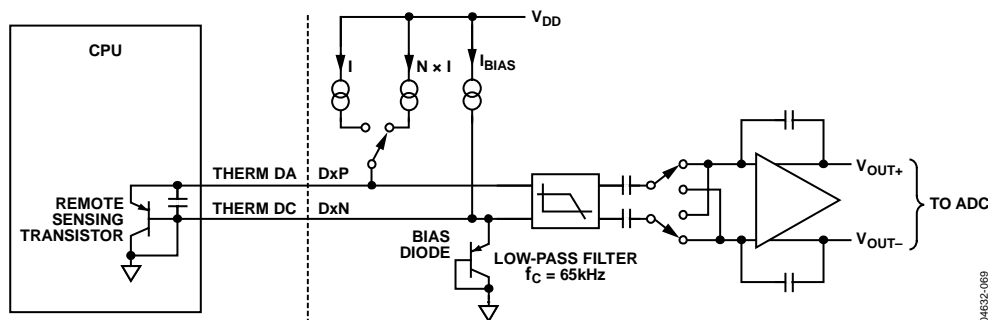 CPU
V_DD
I
N × I
I_BIAS
THERM DA
DxP
THERM DC
DxN
REMOTE
SENSING
TRANSISTOR
BIAS
DIODE
LOW-PASS FILTER
f_C = 65kHz
V_OUT+
V_OUT–
TO ADC
04632-069